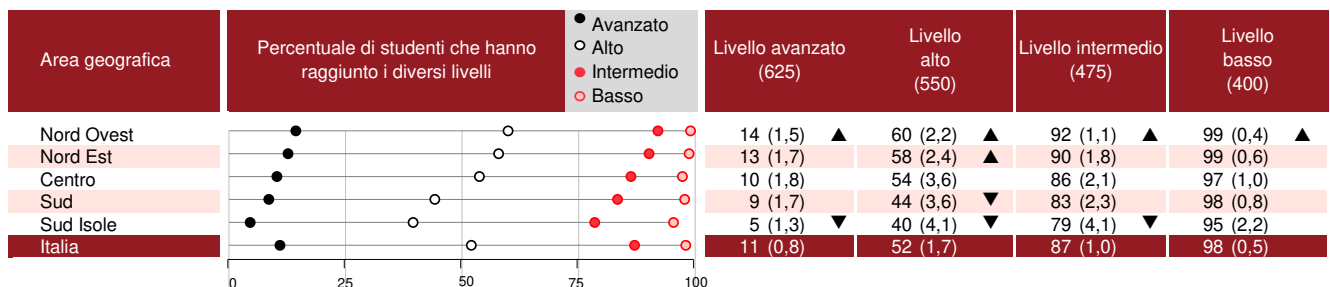 Area geografica
Percentuale di studenti che hanno
raggiunto i diversi livelli
Avanzato
Alto
Intermedio
Basso
Livello avanzato
(625)
Livello
alto
(550)
Livello intermedio
(475)
Livello
basso
(400)
Nord Ovest 14 (1,5) ▲ 60 (2,2) ▲ 92 (1,1) ▲ 99 (0,4) ▲
Nord Est 13 (1,7) 58 (2,4) ▲ 90 (1,8) 99 (0,6)
Centro 10 (1,8) 54 (3,6) 86 (2,1) 97 (1,0)
Sud 9 (1,7) 44 (3,6) ▼ 83 (2,3) 98 (0,8)
Sud Isole 5 (1,3) ▼ 40 (4,1) ▼ 79 (4,1) ▼ 95 (2,2)
Italia 11 (0,8) 52 (1,7) 87 (1,0) 98 (0,5)
0 25 50 75 100